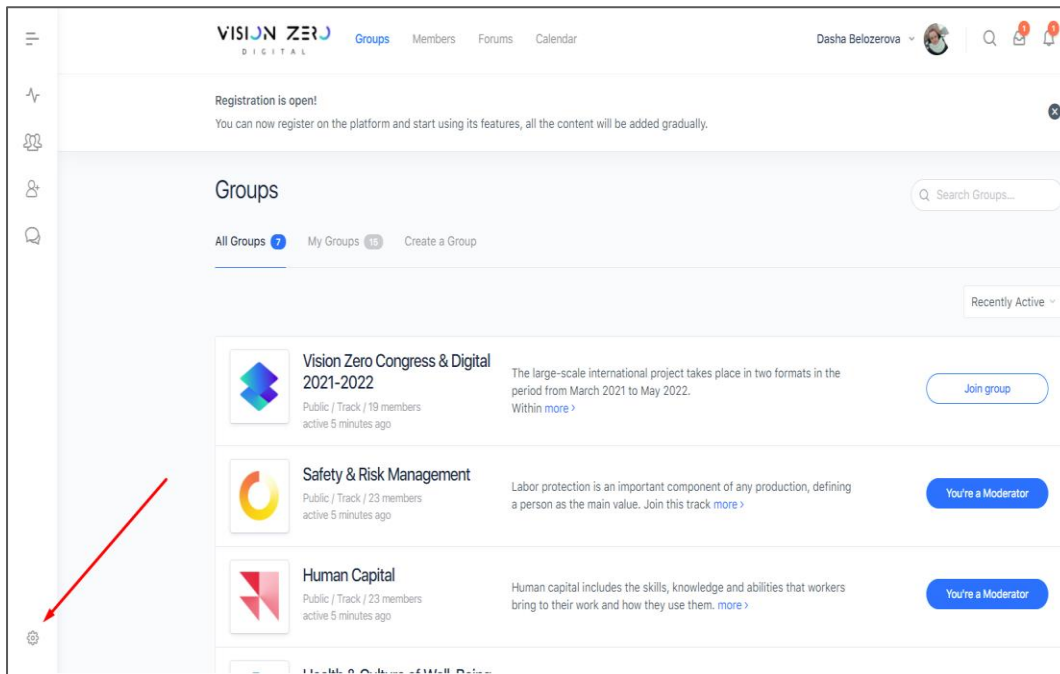 VISION ZERO
DIGITAL
Groups Members Forums Calendar
Dasha Belozerova
1 1
Registration is open!
You can now register on the platform and start using its features, all the content will be added gradually.
Groups
Search Groups...
All Groups 7 My Groups 15 Create a Group
Recently Active
Vision Zero Congress & Digital
2021-2022
Public / Track / 19 members
active 5 minutes ago
The large-scale international project takes place in two formats in the
period from March 2021 to May 2022.
Within more >
Join group
Safety & Risk Management
Public / Track / 23 members
active 5 minutes ago
Labor protection is an important component of any production, defining
a person as the main value. Join this track more >
You're a Moderator
Human Capital
Public / Track / 23 members
active 5 minutes ago
Human capital includes the skills, knowledge and abilities that workers
bring to their work and how they use them. more >
You're a Moderator
Health & Culture of Well-Being